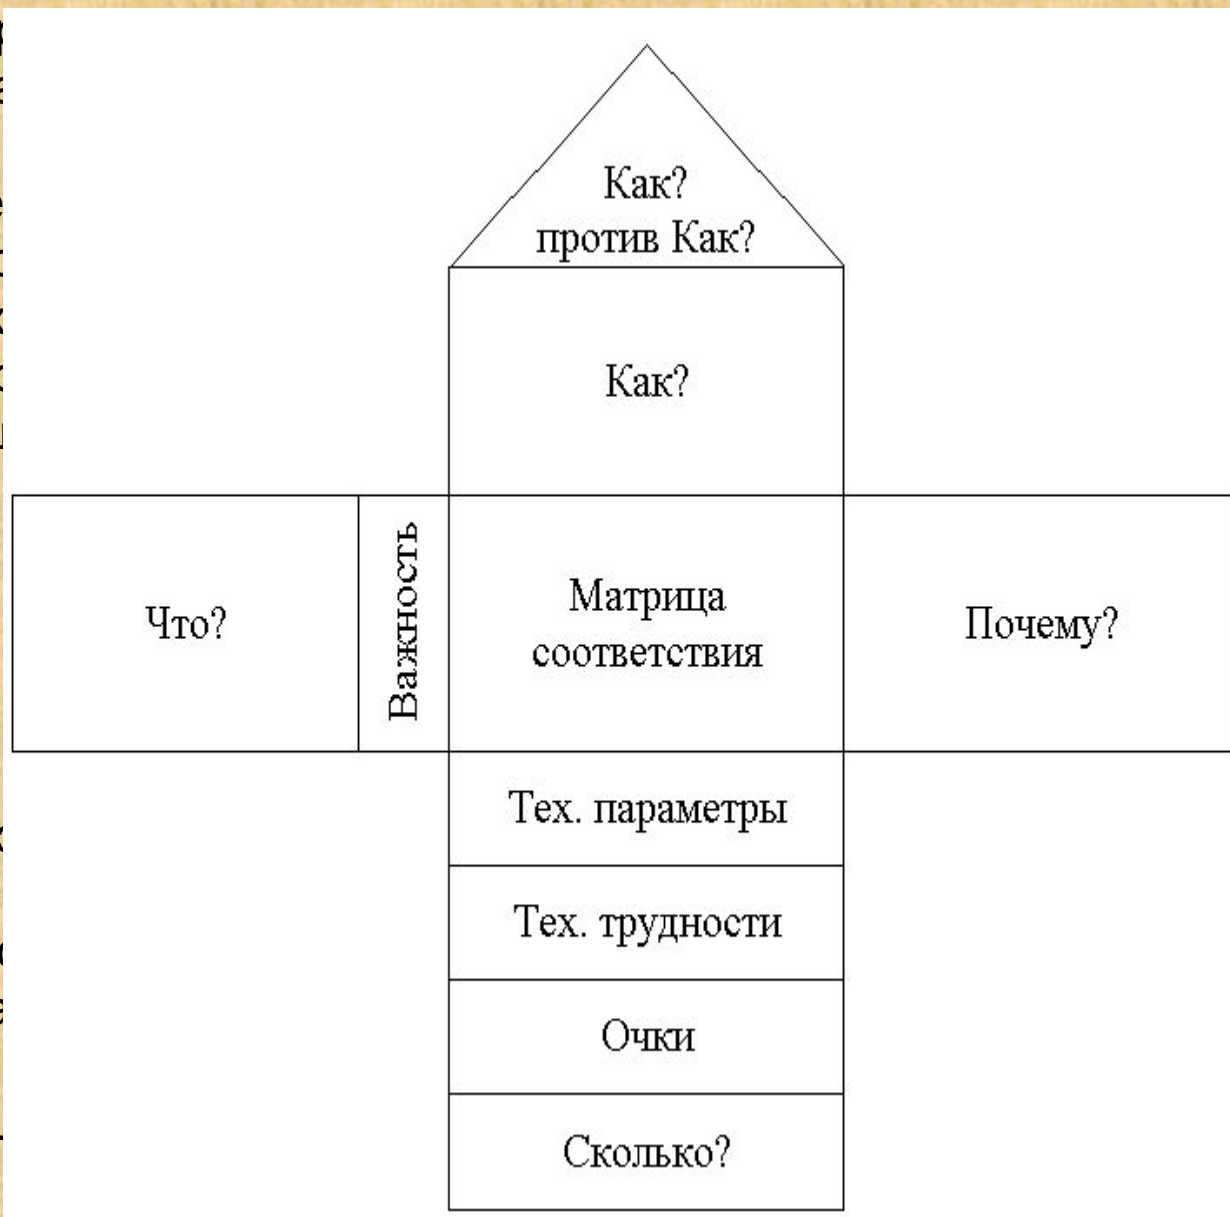 Как?
против Как?
Как?
Что?
Важность
Матрица
соответствия
Почему?
Тех. параметры
Тех. трудности
Очки
Сколько?